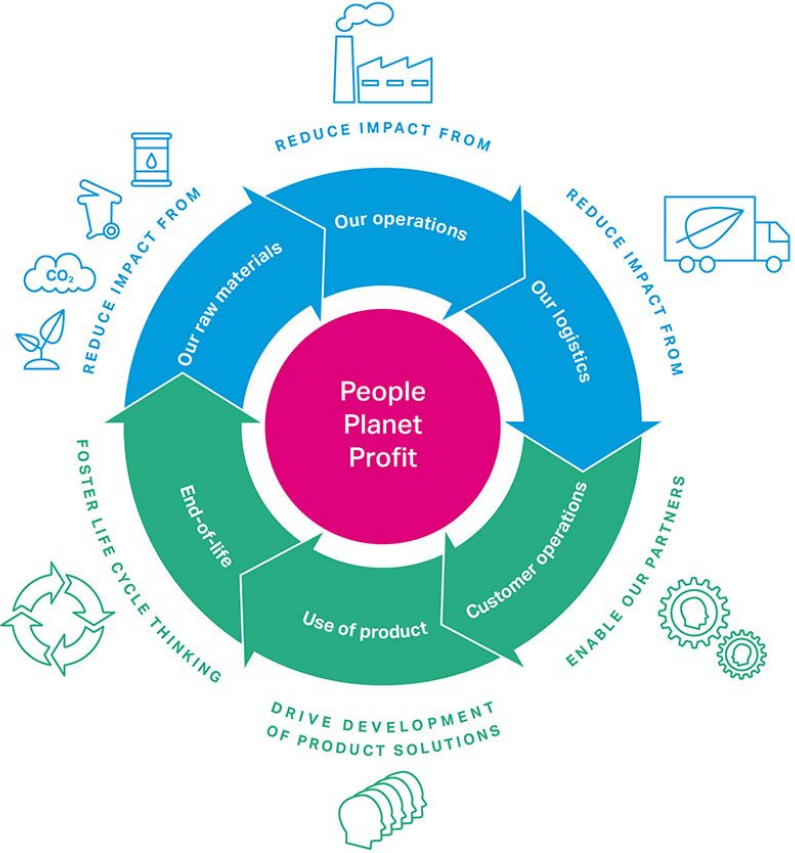 REDUCE IMPACT FROM
Our operations
REDUCE IMPACT FROM
Our logistics
ENABLE OUR PARTNERS
Customer operations
DRIVE DEVELOPMENT
OF PRODUCT SOLUTIONS
Use of product
FOSTER LIFE CYCLE THINKING
End-of-life
REDUCE IMPACT FROM
Our raw materials
CO₂
People
Planet
Profit